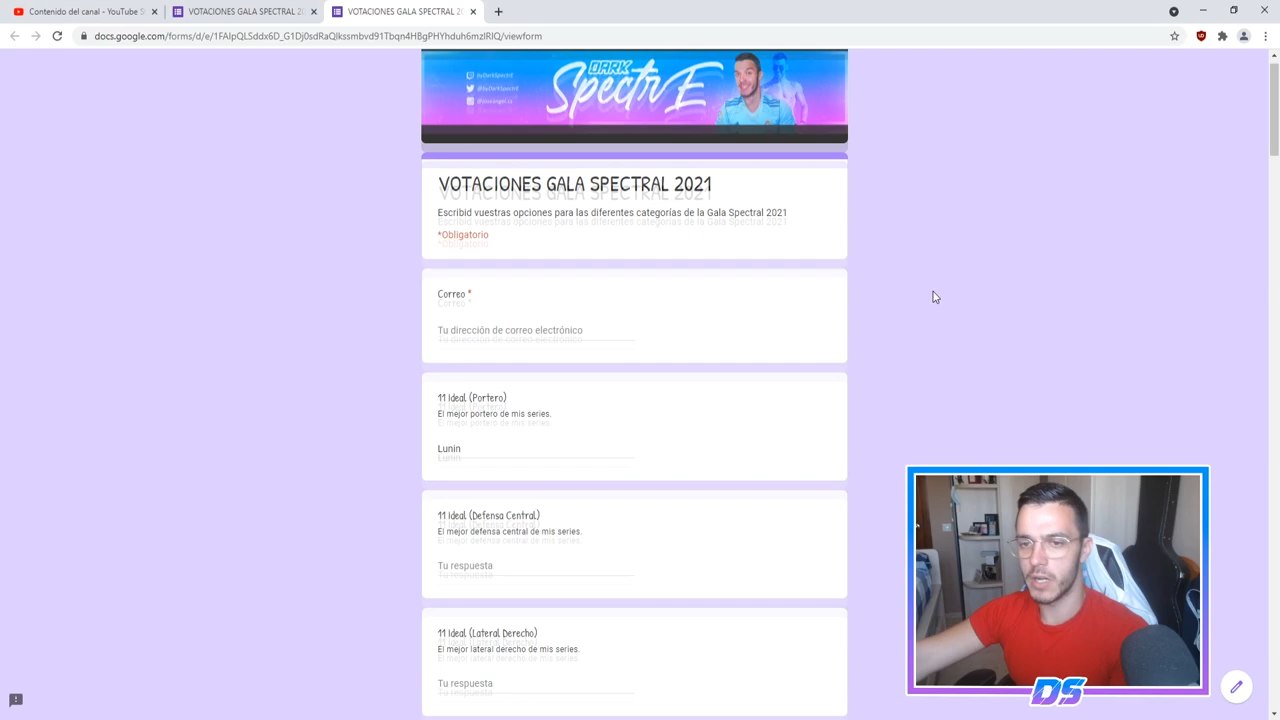 Contenido del canal - YouTube S
VOTACIONES GALA SPECTRAL 20
VOTACIONES GALA SPECTRAL 20
docs.google.com/forms/d/e/1FAIpQLSddx6D_G1Dj0sdRaQIkssmbvd91Tbqn4HBgPHYhduh6mzIRIQ/viewform
byDarkSpectrE
@byDarkSpectrE
DARK
SpectrE
VOTACIONES GALA SPECTRAL 2021
Escribid vuestras opciones para las diferentes categorías de la Gala Spectral 2021
*Obligatorio
Correo *
Tu dirección de correo electrónico
11 Ideal (Portero)
El mejor portero de mis series.
Lunin
11 Ideal (Defensa Central)
El mejor defensa central de mis series.
Tu respuesta
11 Ideal (Lateral Derecho)
El mejor lateral derecho de mis series.
Tu respuesta
DS